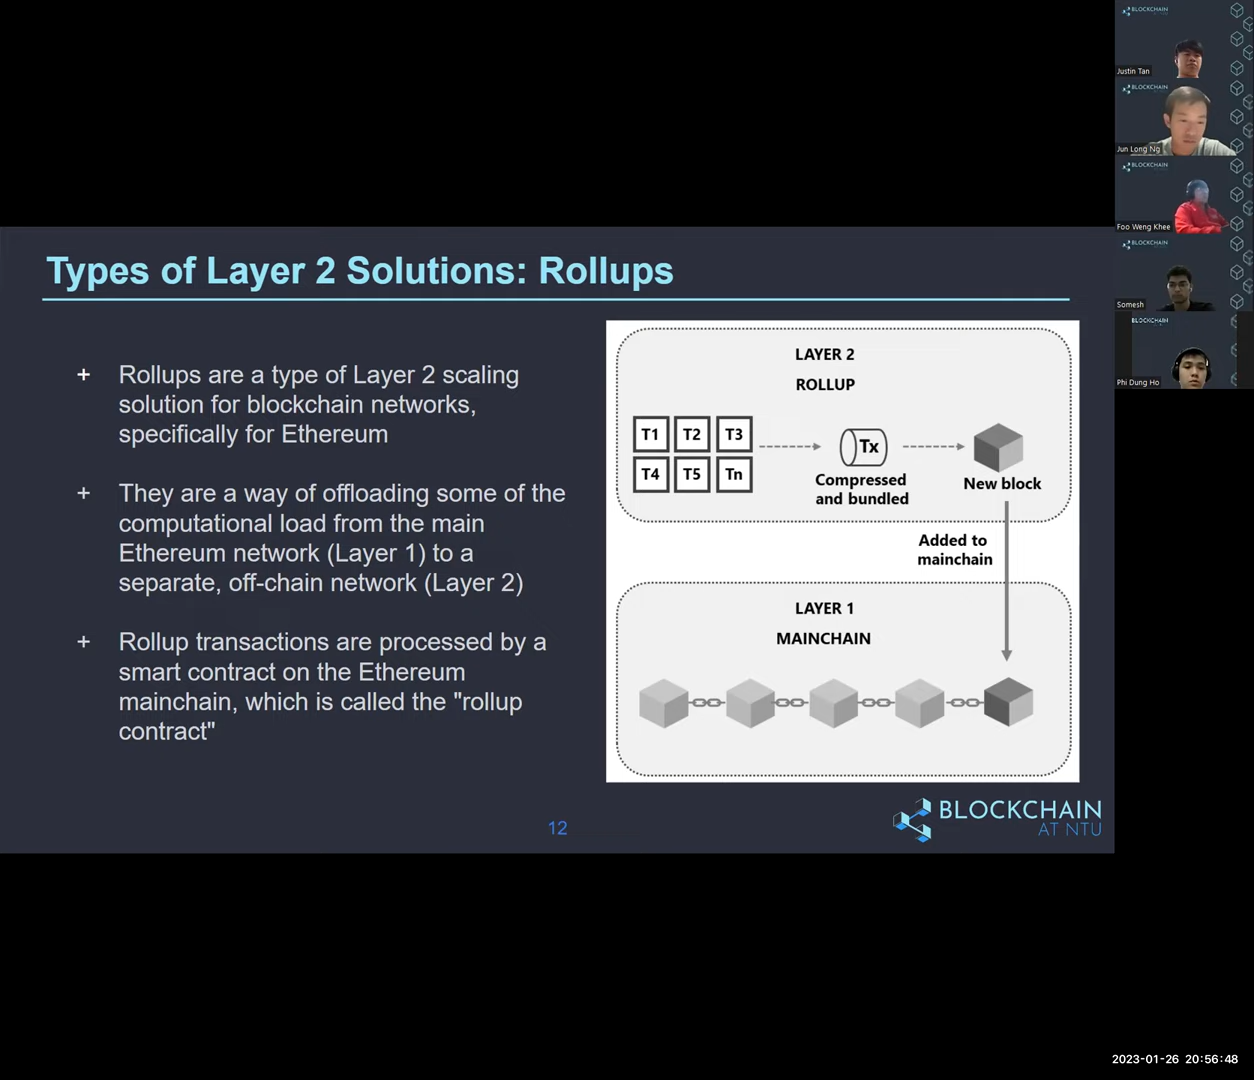 Types of Layer 2 Solutions: Rollups
+ Rollups are a type of Layer 2 scaling
solution for blockchain networks,
specifically for Ethereum
+ They are a way of offloading some of the
computational load from the main
Ethereum network (Layer 1) to a
separate, off-chain network (Layer 2)
+ Rollup transactions are processed by a
smart contract on the Ethereum
mainchain, which is called the "rollup
contract"
LAYER 2
ROLLUP
T1 T2 T3
T4 T5 Tn
Tx
Compressed
and bundled
New block
Added to
mainchain
LAYER 1
MAINCHAIN
12
BLOCKCHAIN
AT NTU
BLOCKCHAIN
Justin Tan
BLOCKCHAIN
Jun Long Ng
BLOCKCHAIN
Foo Weng Khee
BLOCKCHAIN
Somesh
BLOCKCHAIN
Phi Dung Ho
2023-01-26 20:56:48